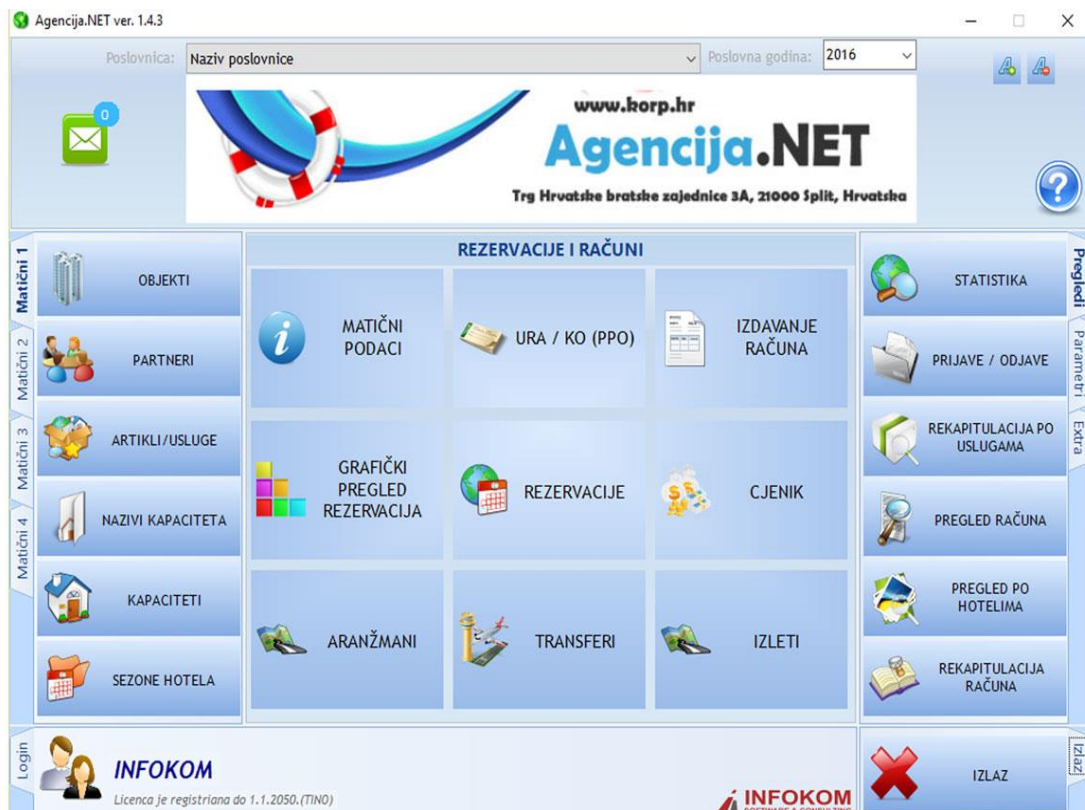 Agencija.NET ver. 1.4.3
Poslovnica:
Naziv poslovnice
Poslovna godina:
2016
0
www.korp.hr
Agencija.NET
Trg Hrvatske bratske zajednice 3A, 21000 Split, Hrvatska
Matični 1
Matični 2
Matični 3
Matični 4
OBJEKTI
PARTNERI
ARTIKLI/USLUGE
NAZIVI KAPACITETA
KAPACITETI
SEZONE HOTELA
REZERVACIJE I RAČUNI
MATIČNI
PODACI
URA / KO (PPO)
IZDAVANJE
RAČUNA
GRAFIČKI
PREGLED
REZERVACIJA
REZERVACIJE
CJENIK
ARANŽMANI
TRANSFERI
IZLETI
STATISTIKA
PRIJAVE / ODJAVE
REKAPITULACIJA PO
USLUGAMA
PREGLED RAČUNA
PREGLED PO
HOTELIMA
REKAPITULACIJA
RAČUNA
Pregledi
Parametri
Extra
Login
INFOKOM
Licenca je registriana do 1.1.2050.(TINO)
INFOKOM
SOFTWARE & CONSULTING
IZLAZ
Izlaz